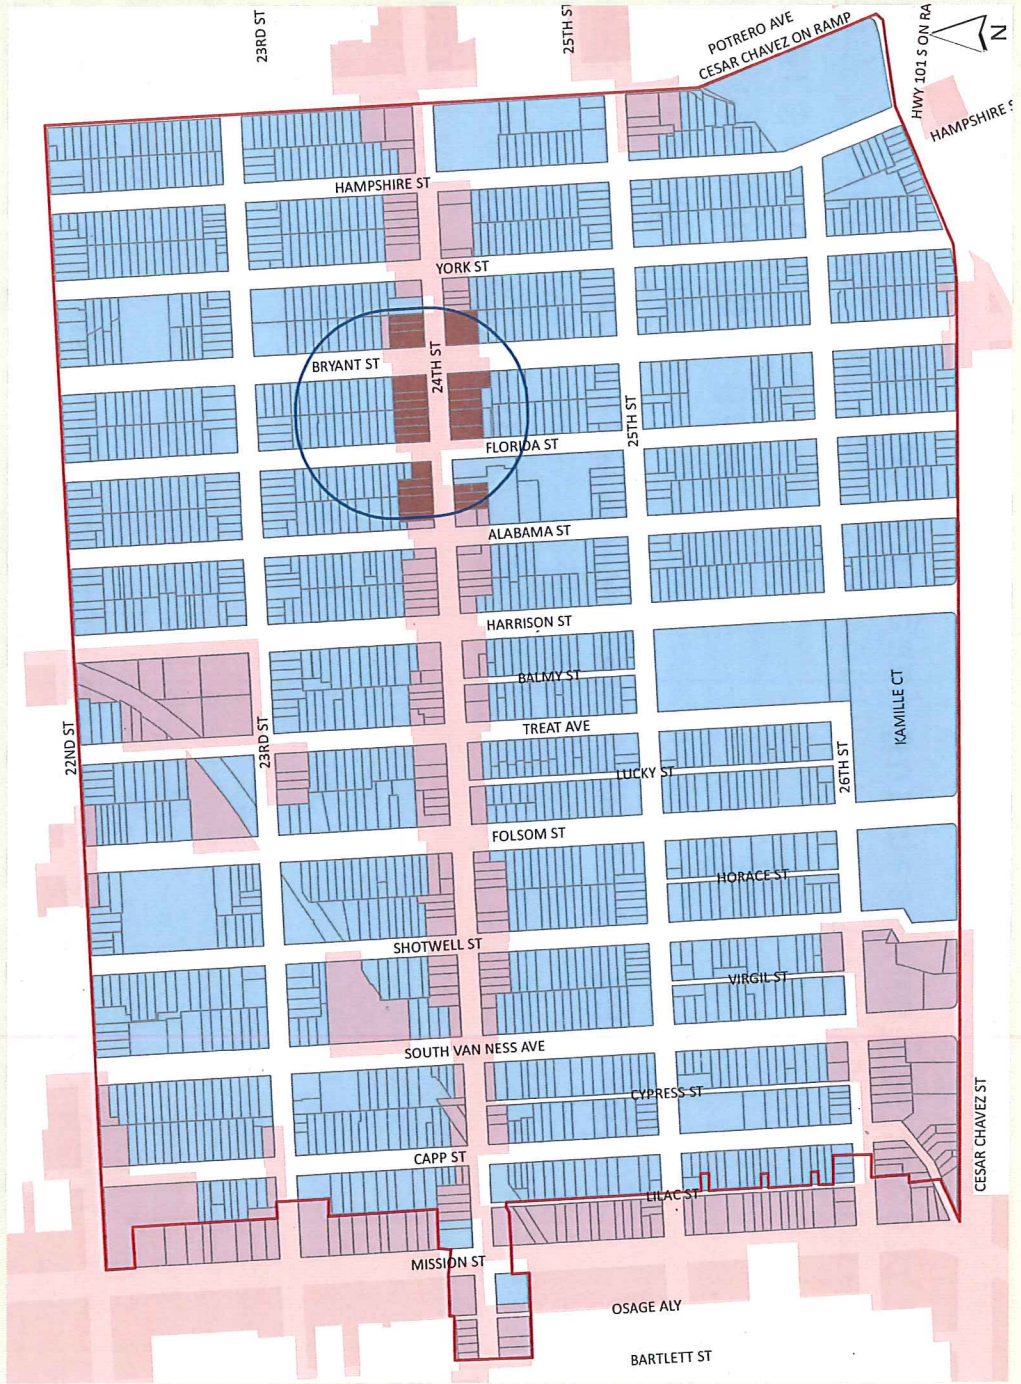 23RD ST
25TH ST
POTRERO AVE
CESAR CHAVEZ ON RAMP
HWY 101 S ON RA
N
HAMPSHIRE S
HAMPSHIRE ST
YORK ST
BRYANT ST
24TH ST
25TH ST
FLORIDA ST
ALABAMA ST
HARRISON ST
BALMY ST
22ND ST
23RD ST
TREAT AVE
LUCKY ST
26TH ST
KAMILLE CT
FOLSOM ST
HORACE ST
SHOTWELL ST
VIRGIL ST
SOUTH VAN NESS AVE
CYPRESS ST
CESAR CHAVEZ ST
CAPP ST
LILAC ST
MISSION ST
OSAGE ALY
BARTLETT ST